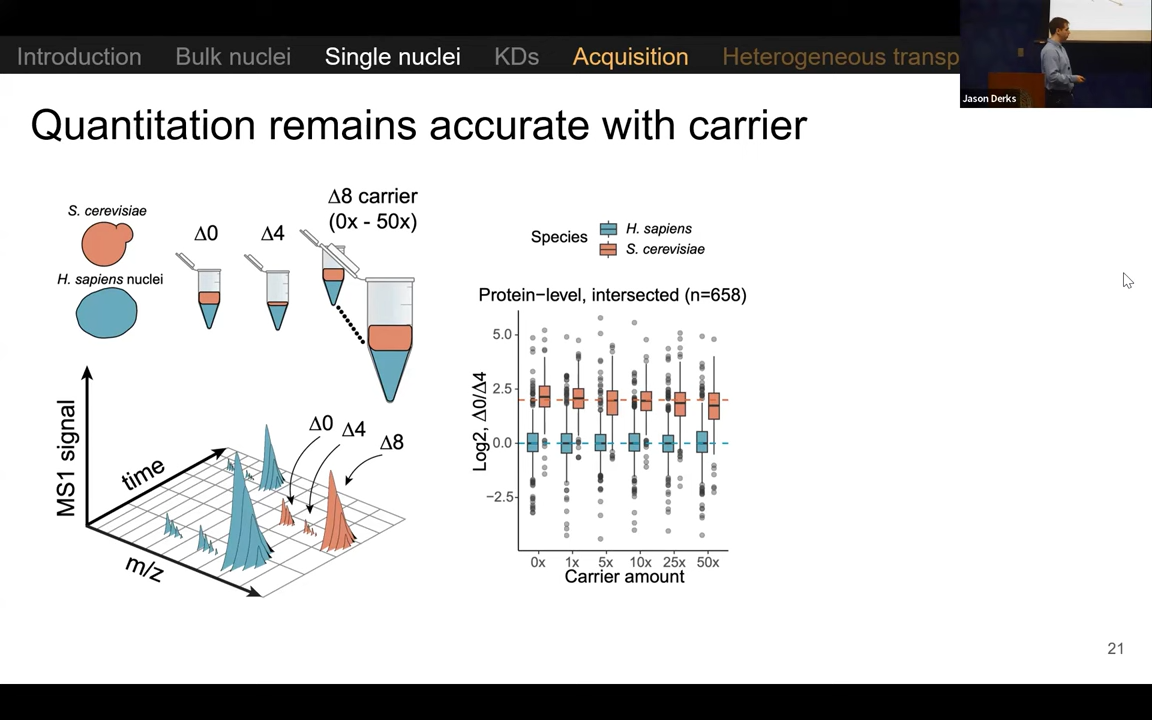 Introduction Bulk nuclei Single nuclei KDs Acquisition Heterogeneous transp
Jason Derks
Quantitation remains accurate with carrier
S. cerevisiae
H. sapiens nuclei
Δ0
Δ4
Δ8 carrier
(0x - 50x)
MS1 signal
time
m/z
Δ0
Δ4
Δ8
Species
H. sapiens
S. cerevisiae
Protein−level, intersected (n=658)
Log2, Δ0/Δ4
5.0
2.5
0.0
−2.5
0x 1x 5x 10x 25x 50x
Carrier amount
21